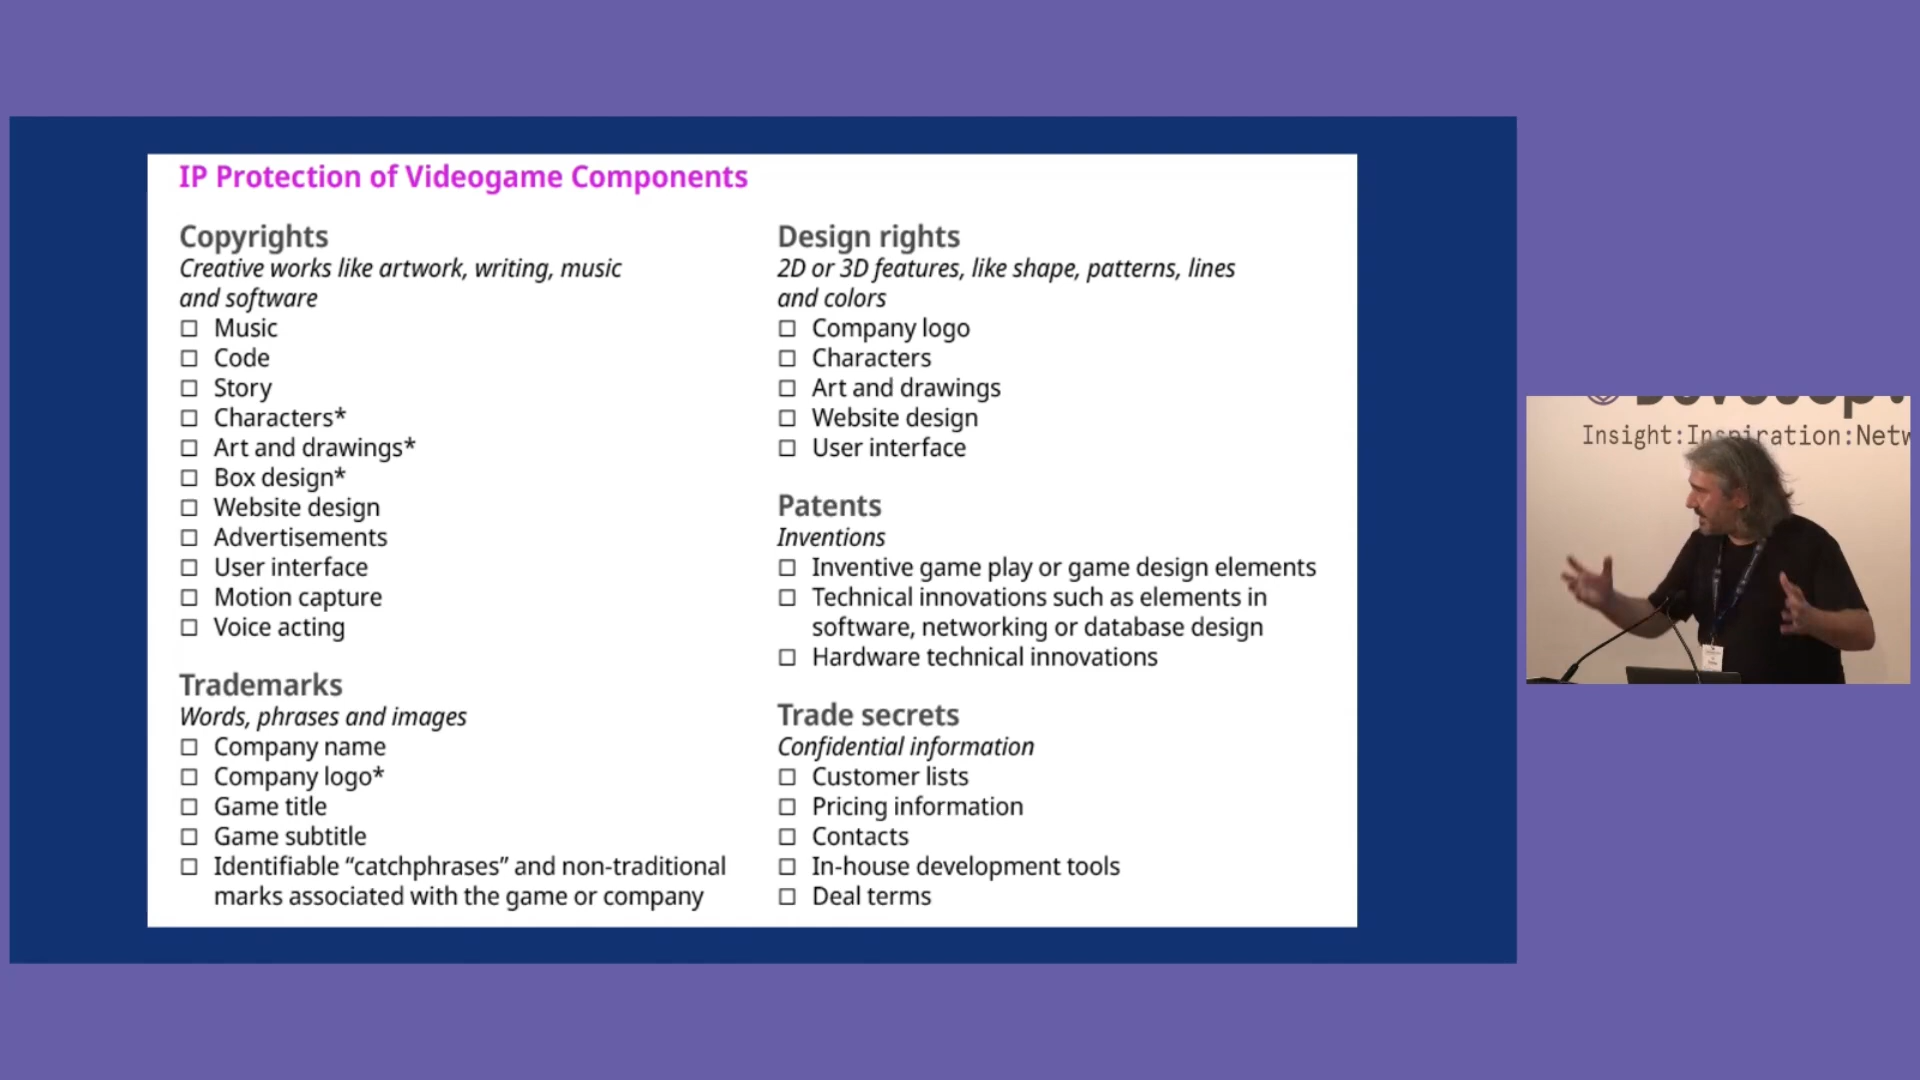 IP Protection of Videogame Components
Copyrights
Creative works like artwork, writing, music
and software
☐ Music
☐ Code
☐ Story
☐ Characters*
☐ Art and drawings*
☐ Box design*
☐ Website design
☐ Advertisements
☐ User interface
☐ Motion capture
☐ Voice acting
Trademarks
Words, phrases and images
☐ Company name
☐ Company logo*
☐ Game title
☐ Game subtitle
☐ Identifiable “catchphrases” and non-traditional
marks associated with the game or company
Design rights
2D or 3D features, like shape, patterns, lines
and colors
☐ Company logo
☐ Characters
☐ Art and drawings
☐ Website design
☐ User interface
Patents
Inventions
☐ Inventive game play or game design elements
☐ Technical innovations such as elements in
software, networking or database design
☐ Hardware technical innovations
Trade secrets
Confidential information
☐ Customer lists
☐ Pricing information
☐ Contacts
☐ In-house development tools
☐ Deal terms
Insight:Inspiration:Netw